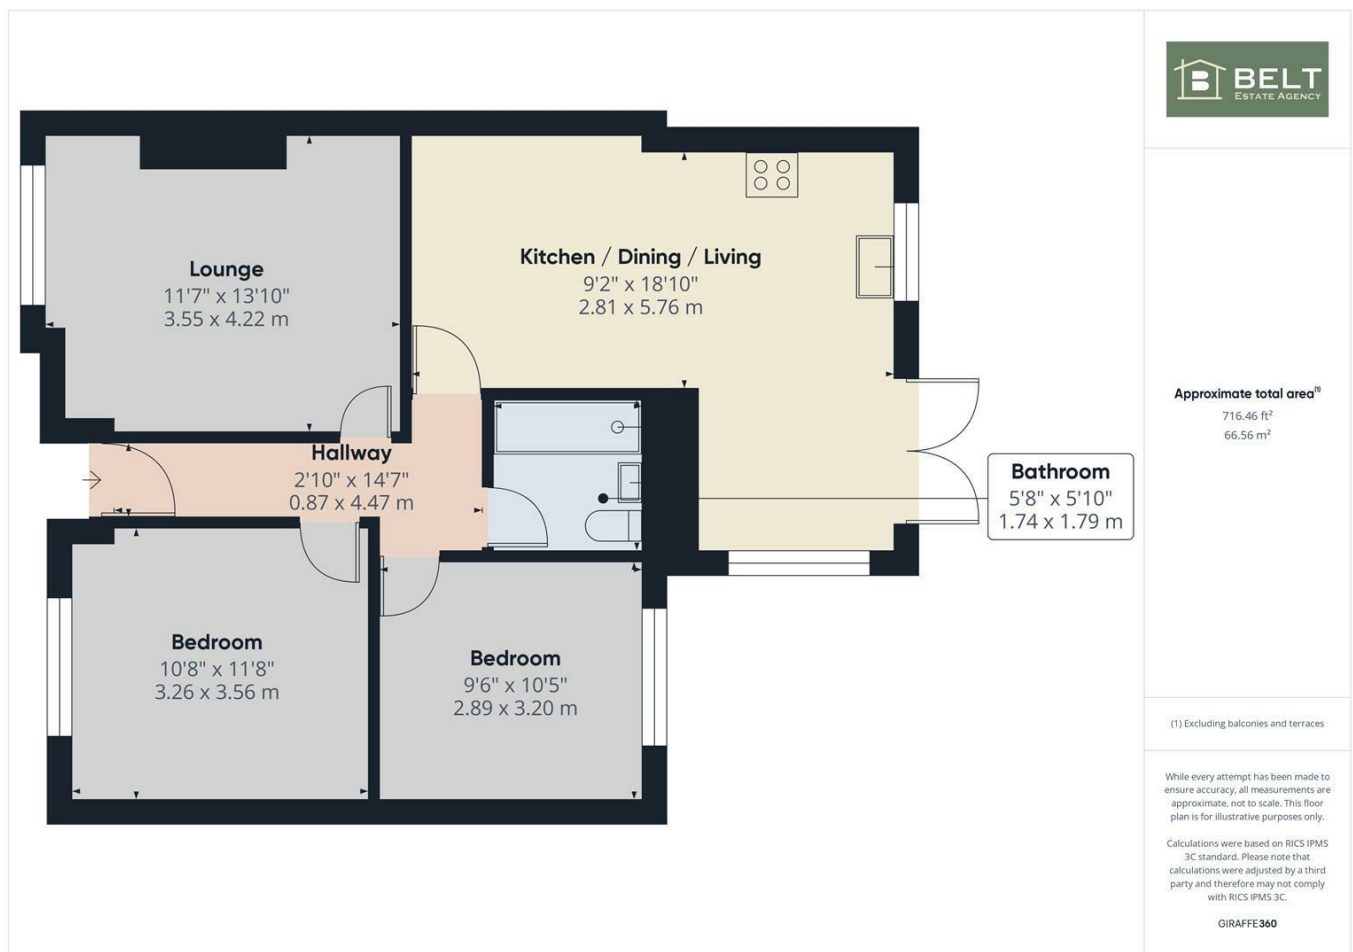 BELT
ESTATE AGENCY
Lounge
11'7" x 13'10"
3.55 x 4.22 m
Kitchen / Dining / Living
9'2" x 18'10"
2.81 x 5.76 m
Hallway
2'10" x 14'7"
0.87 x 4.47 m
Bathroom
5'8" x 5'10"
1.74 x 1.79 m
Bedroom
10'8" x 11'8"
3.26 x 3.56 m
Bedroom
9'6" x 10'5"
2.89 x 3.20 m
Approximate total area⁽¹⁾
716.46 ft²
66.56 m²
(1) Excluding balconies and terraces
While every attempt has been made to
ensure accuracy, all measurements are
approximate, not to scale. This floor
plan is for illustrative purposes only.
Calculations were based on RICS IPMS
3C standard. Please note that
calculations were adjusted by a third
party and therefore may not comply
with RICS IPMS 3C.
GIRAFFE360